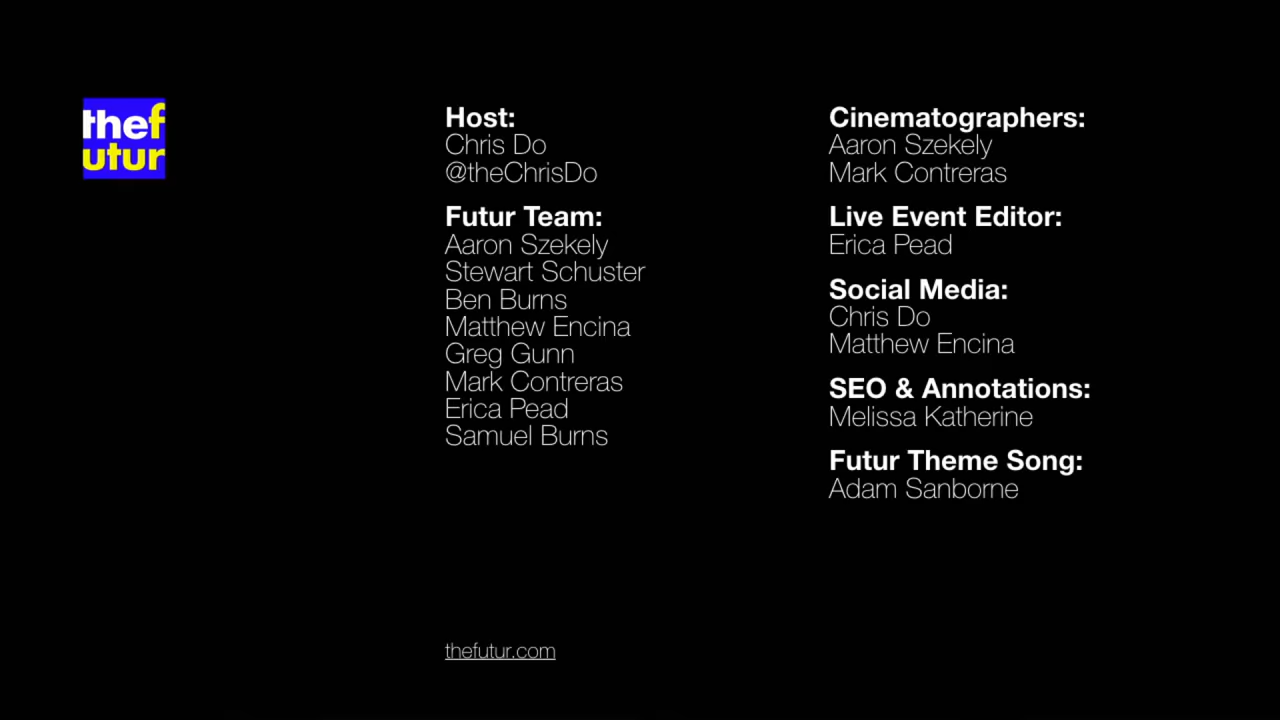 thef
utur
Host:
Chris Do
@theChrisDo
Futur Team:
Aaron Szekely
Stewart Schuster
Ben Burns
Matthew Encina
Greg Gunn
Mark Contreras
Erica Pead
Samuel Burns
Cinematographers:
Aaron Szekely
Mark Contreras
Live Event Editor:
Erica Pead
Social Media:
Chris Do
Matthew Encina
SEO & Annotations:
Melissa Katherine
Futur Theme Song:
Adam Sanborne
thefutur.com